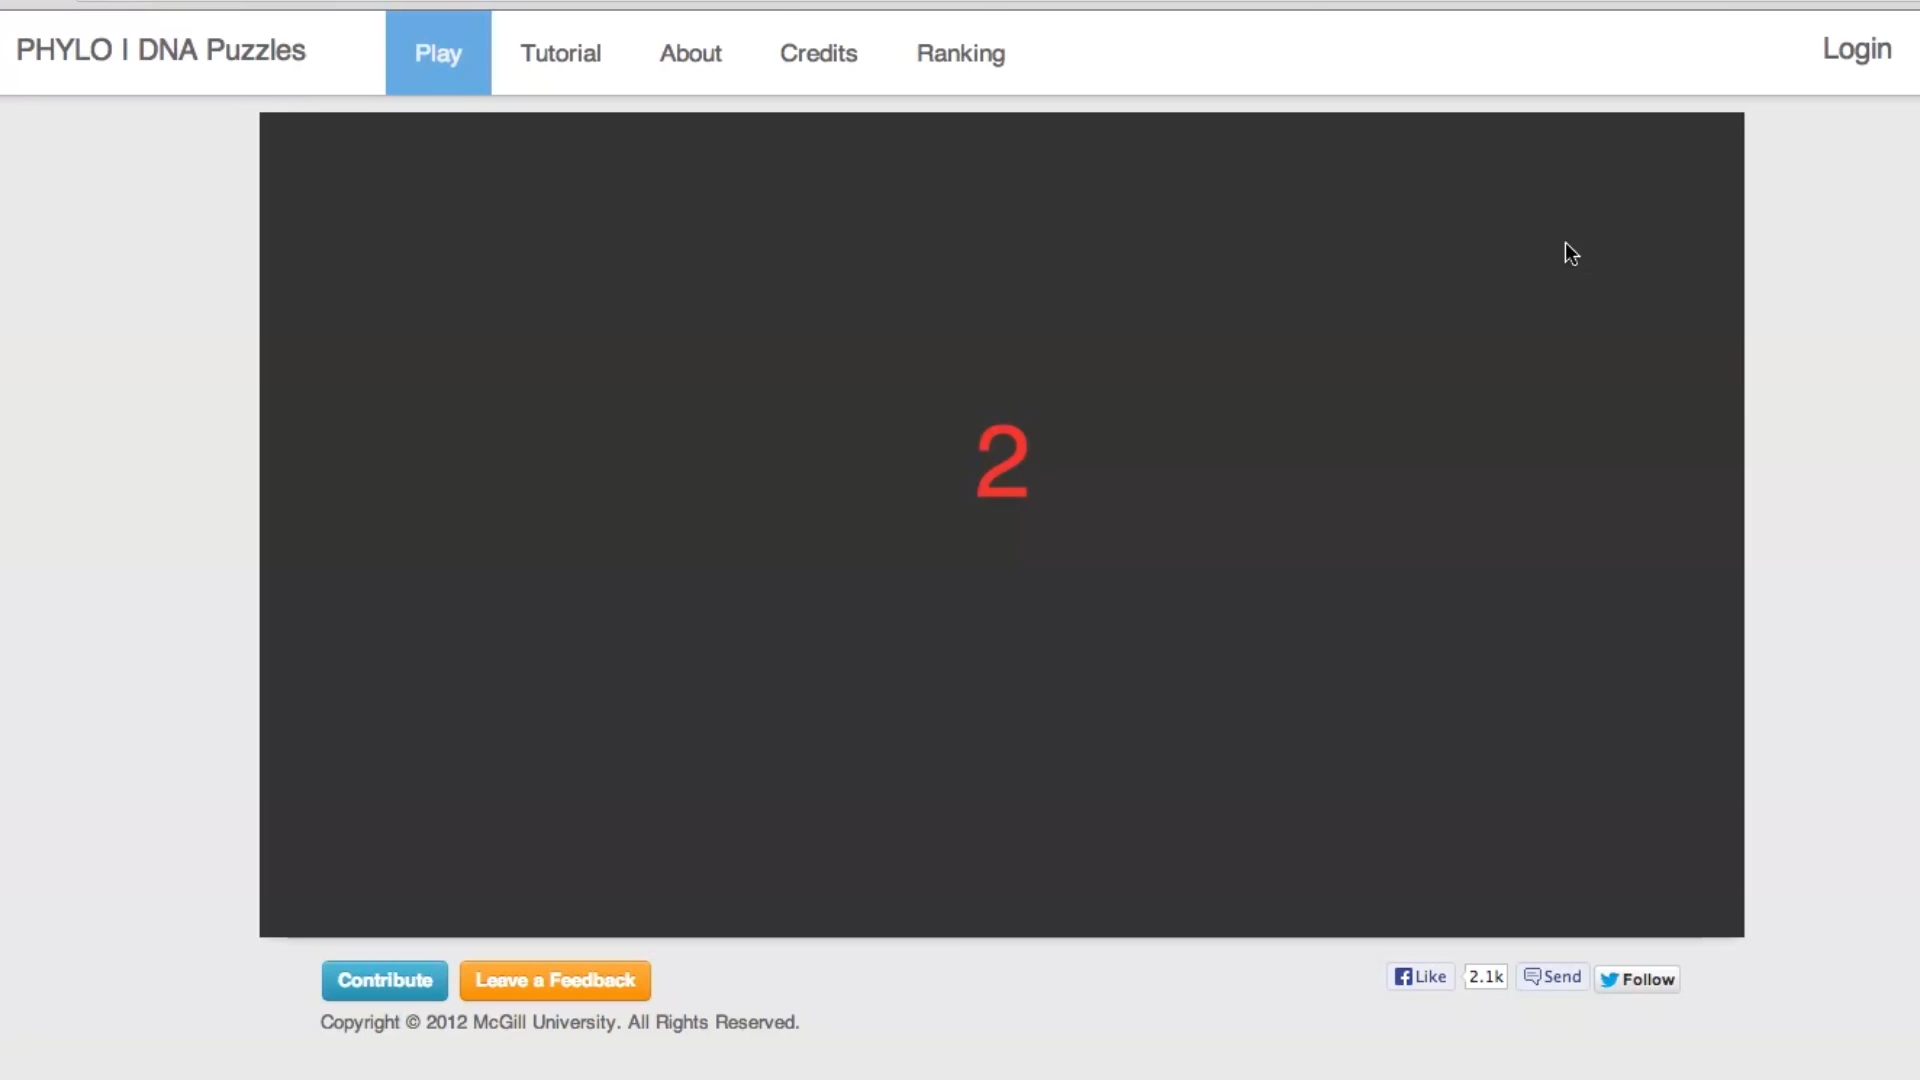 PHYLO | DNA Puzzles Play Tutorial About Credits Ranking Login
2
Contribute Leave a Feedback Like 2.1k Send Follow
Copyright © 2012 McGill University. All Rights Reserved.